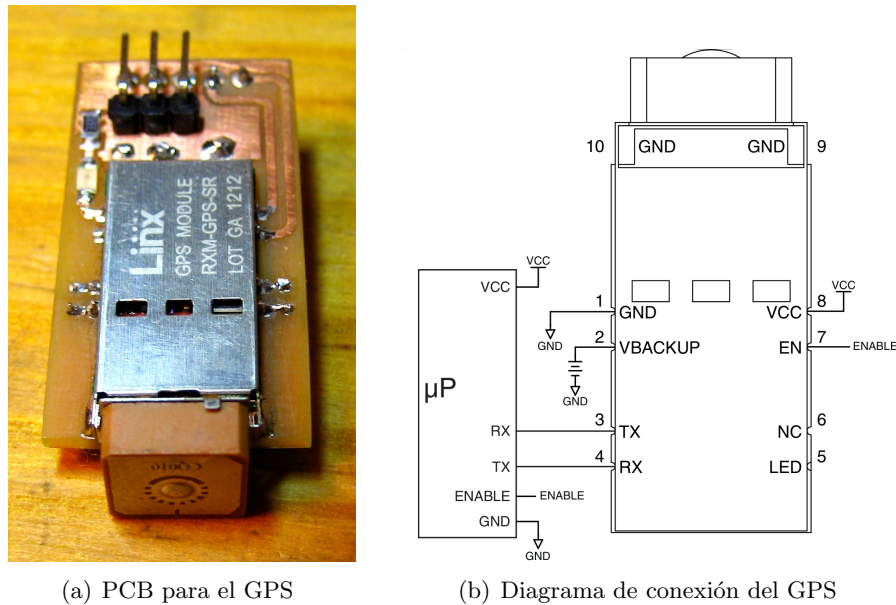 Linx
GPS MODULE
RXM-GPS-SR
LOT GA 1212
10
GND
GND
9
VCC
VCC
1
GND
VCC
8
VCC
GND
2
VBACKUP
EN
7
ENABLE
GND
µP
RX
3
TX
NC
6
TX
4
RX
LED
5
ENABLE
ENABLE
GND
GND
(a) PCB para el GPS
(b) Diagrama de conexión del GPS